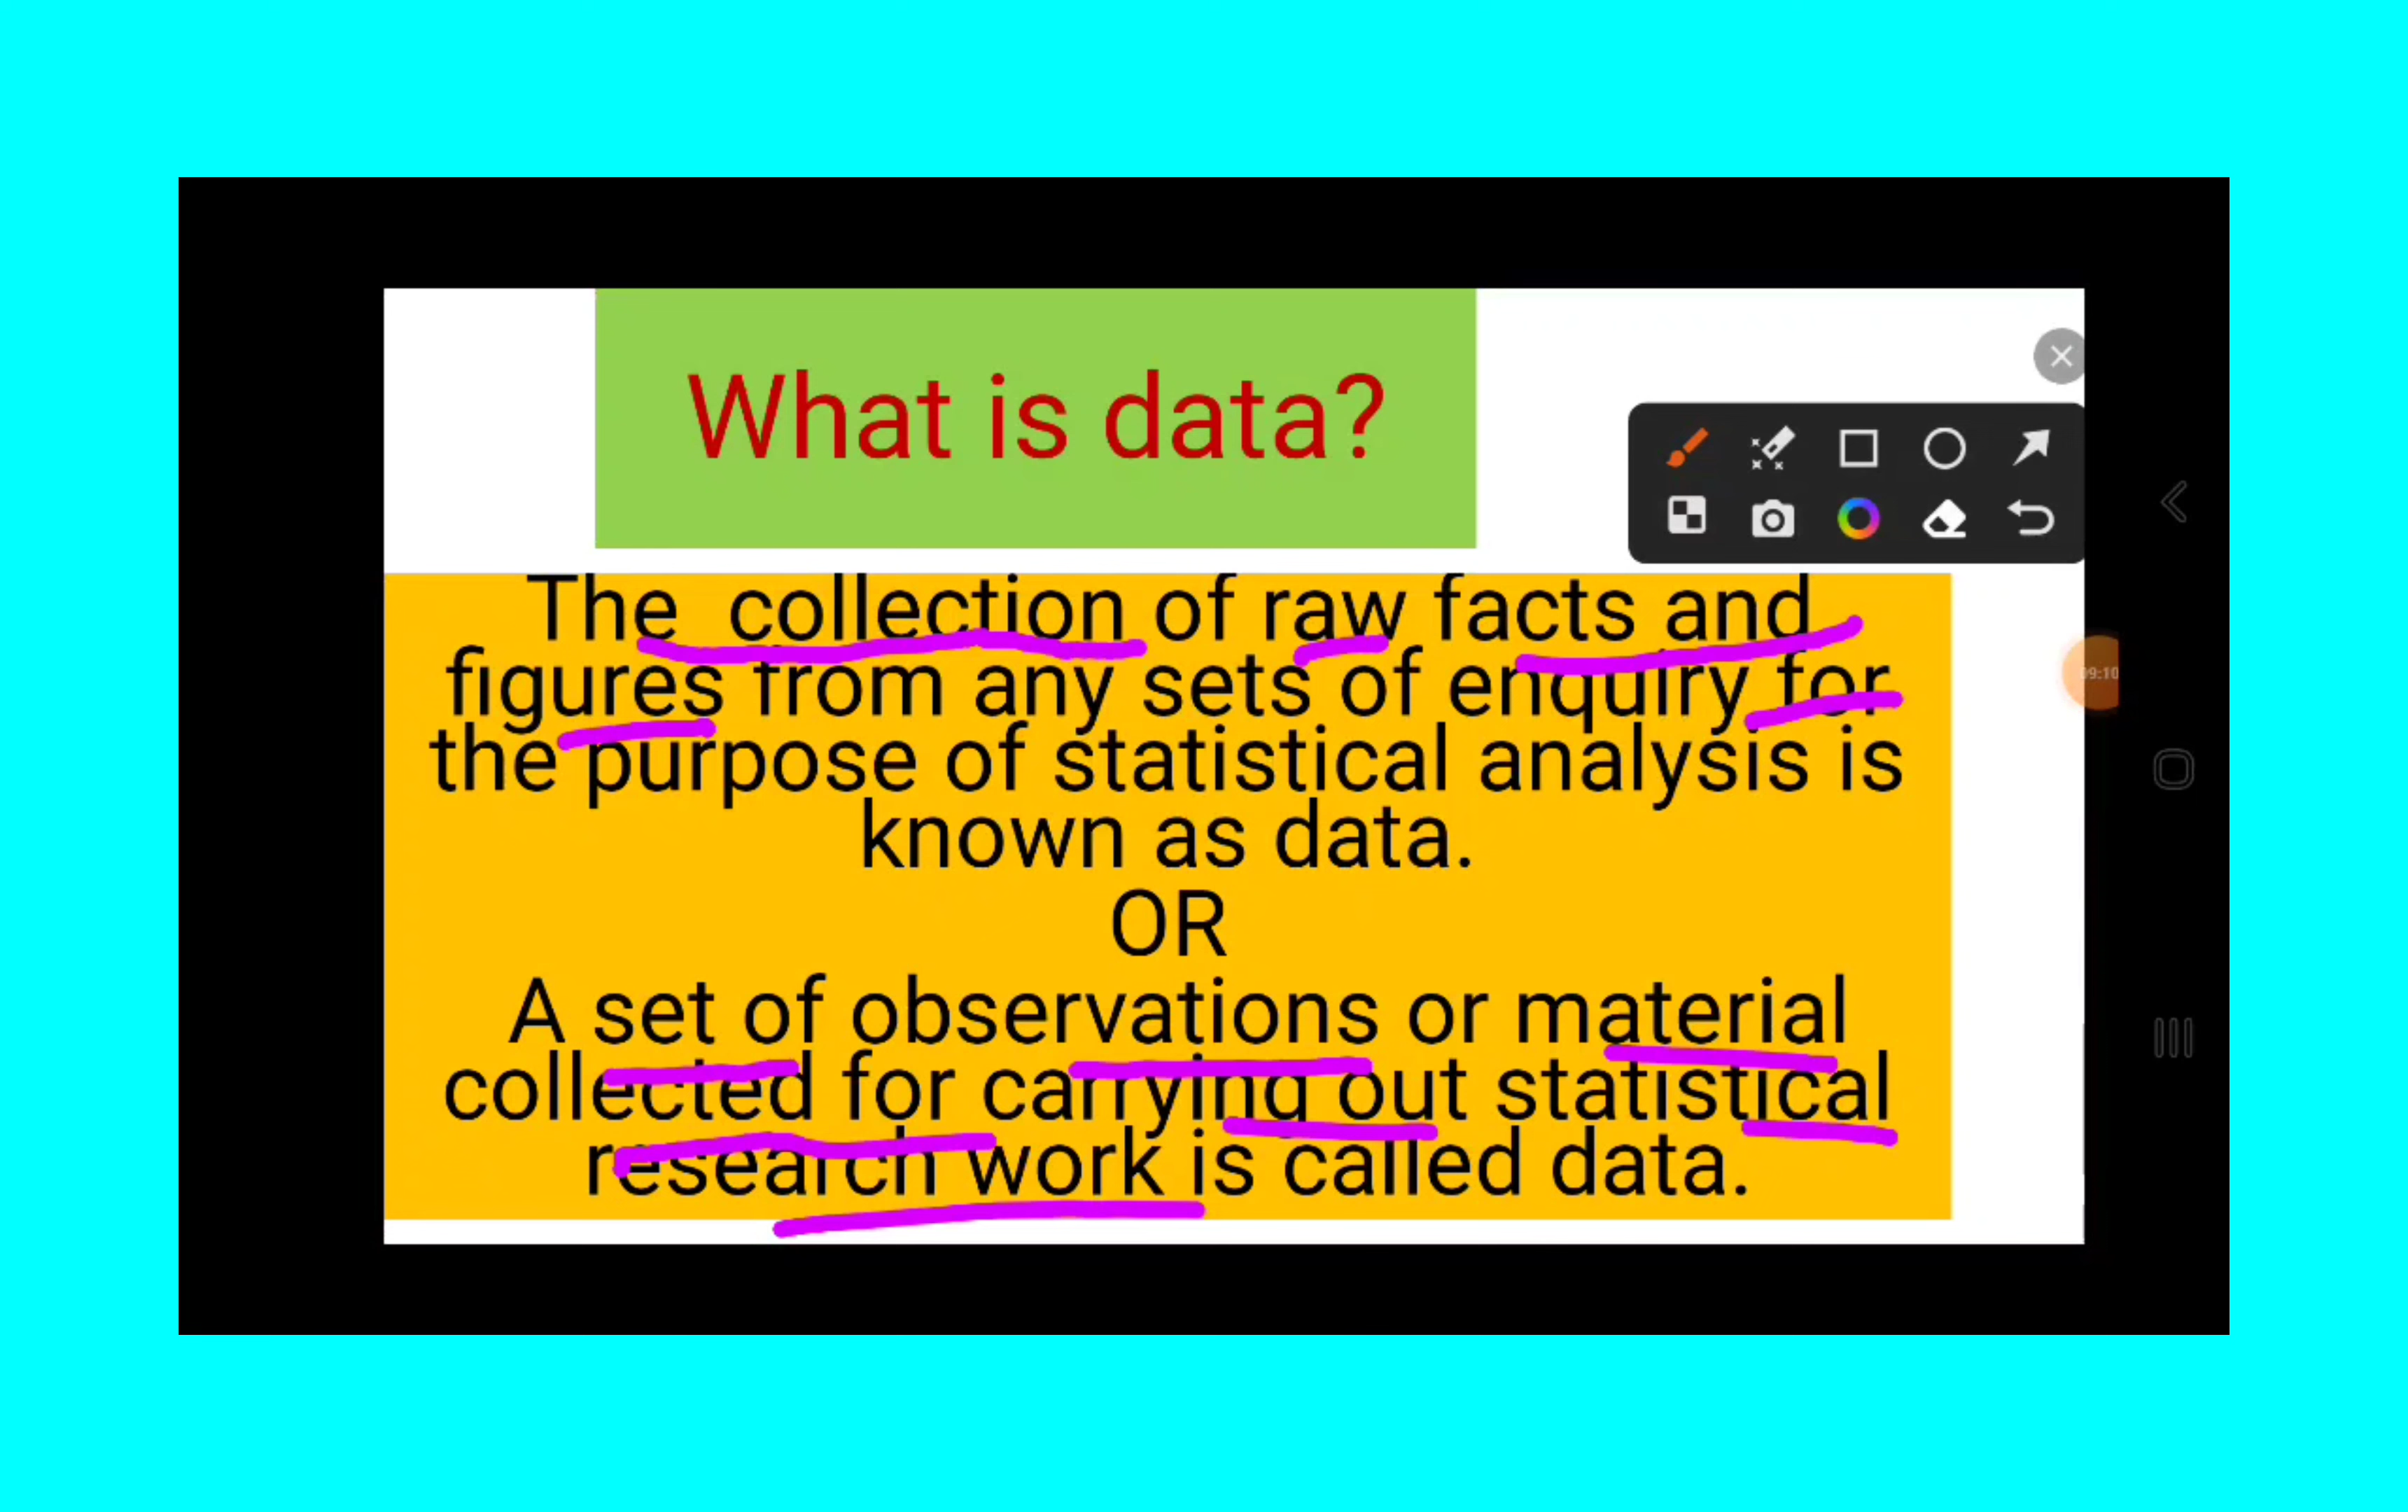 What is data?
The collection of raw facts and
figures from any sets of enquiry for
the purpose of statistical analysis is
known as data.
OR
A set of observations or material
collected for carrying out statistical
research work is called data.
09:10